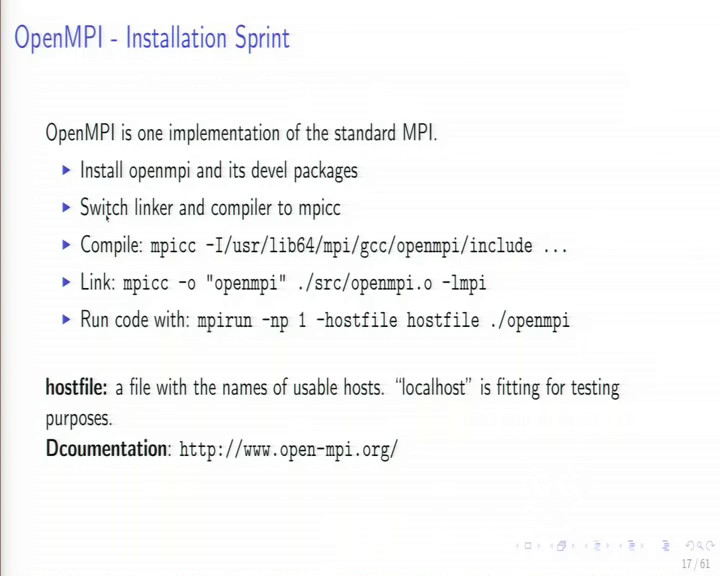 OpenMPI - Installation Sprint
OpenMPI is one implementation of the standard MPI.
Install openmpi and its devel packages
Switch linker and compiler to mpicc
Compile: mpicc -I/usr/lib64/mpi/gcc/openmpi/include ...
Link: mpicc -o "openmpi" ./src/openmpi.o -lmpi
Run code with: mpirun -np 1 -hostfile hostfile ./openmpi
hostfile: a file with the names of usable hosts. “localhost” is fitting for testing
purposes.
Dcoumentation: http://www.open-mpi.org/
17/61